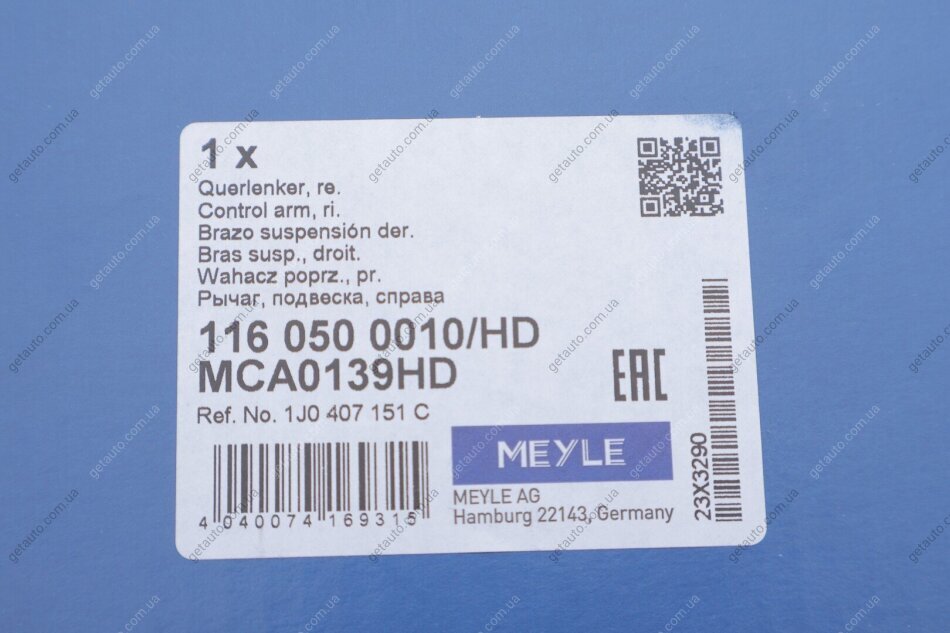 1 x
Querlenker, re.
Control arm, ri.
Brazo suspensión der.
Bras susp., droit.
Wahacz poprz., pr.
Рычаг, подвеска, справа
116 050 0010/HD
MCA0139HD
Ref. No. 1J0 407 151 C
EAC
MEYLE
MEYLE AG
Hamburg 22143, Germany
4 040074 169315
23X3290
getauto.com.ua